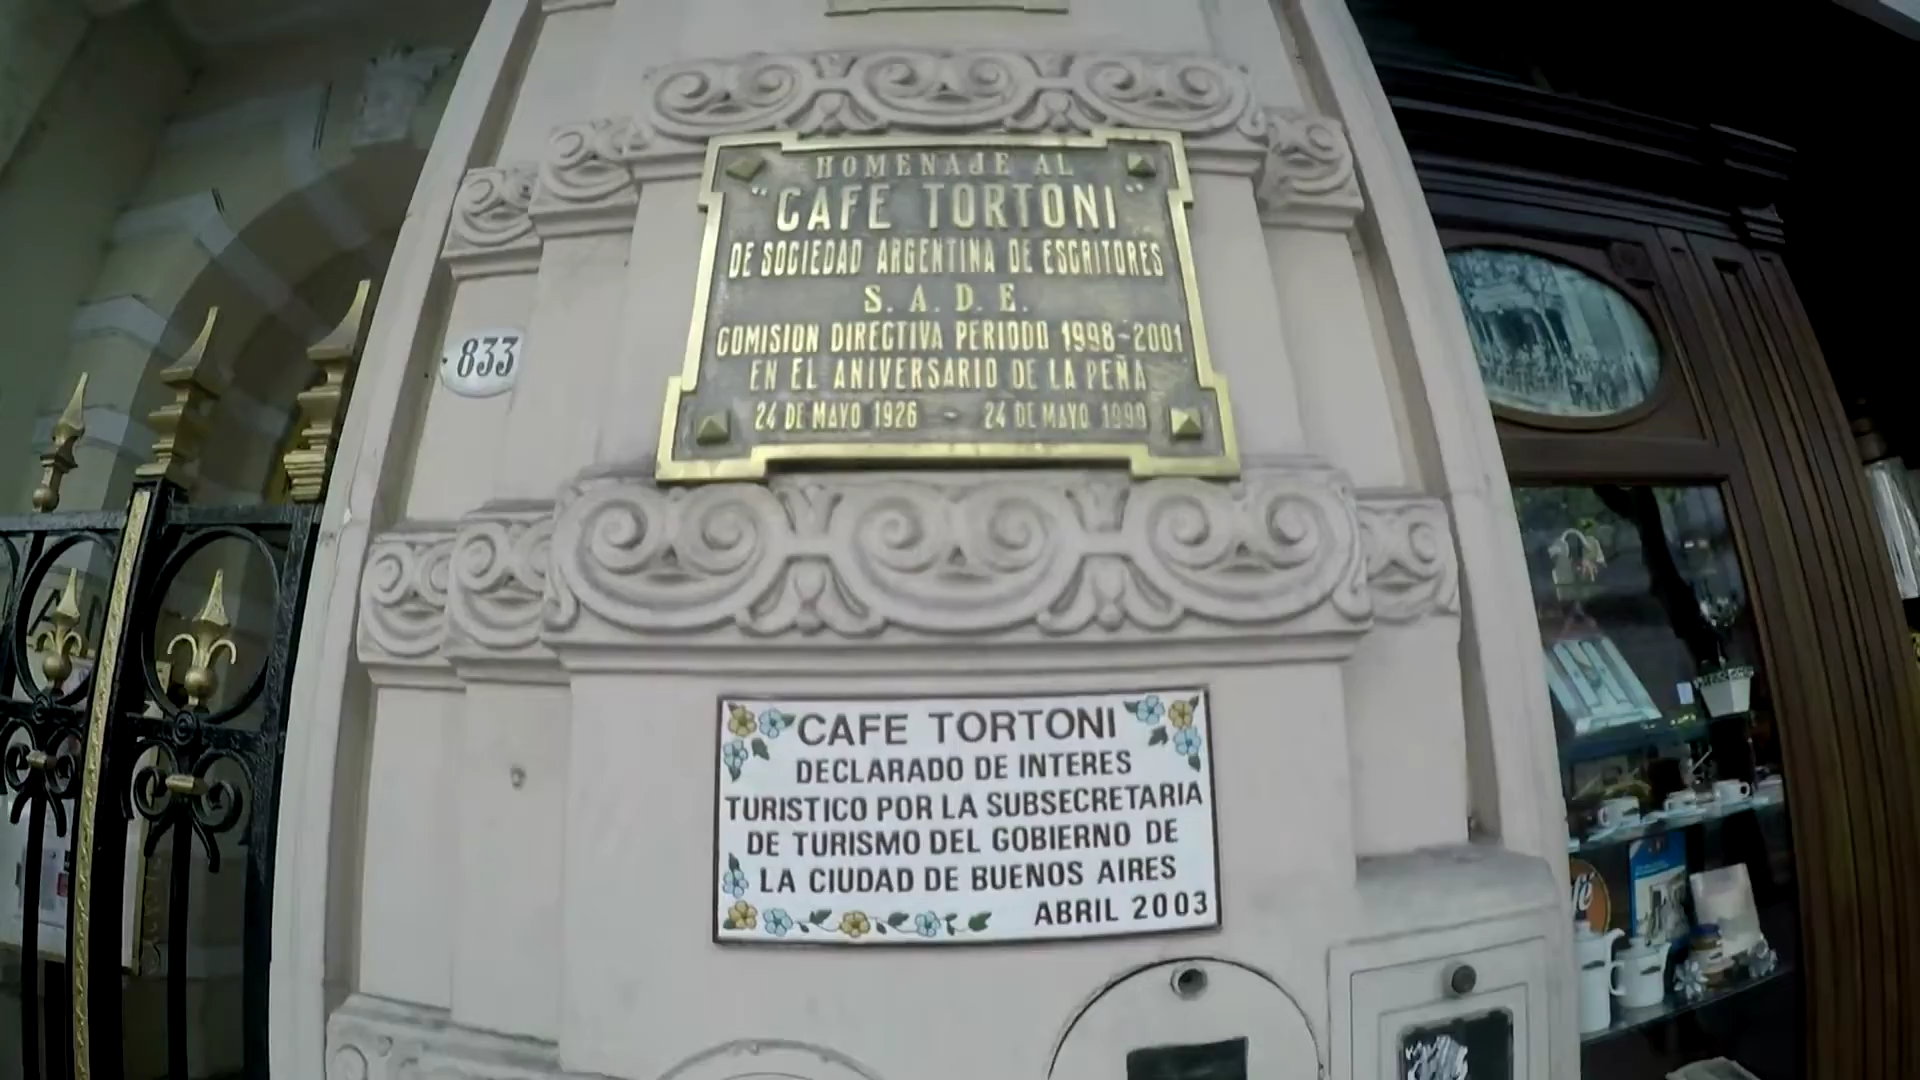 HOMENAJE AL
"CAFE TORTONI"
DE SOCIEDAD ARGENTINA DE ESCRITORES
S. A. D. E.
COMISION DIRECTIVA PERIODO 1998-2001
EN EL ANIVERSARIO DE LA PEÑA
24 DE MAYO 1926 - 24 DE MAYO 1999
833
CAFE TORTONI
DECLARADO DE INTERES
TURISTICO POR LA SUBSECRETARIA
DE TURISMO DEL GOBIERNO DE
LA CIUDAD DE BUENOS AIRES
ABRIL 2003